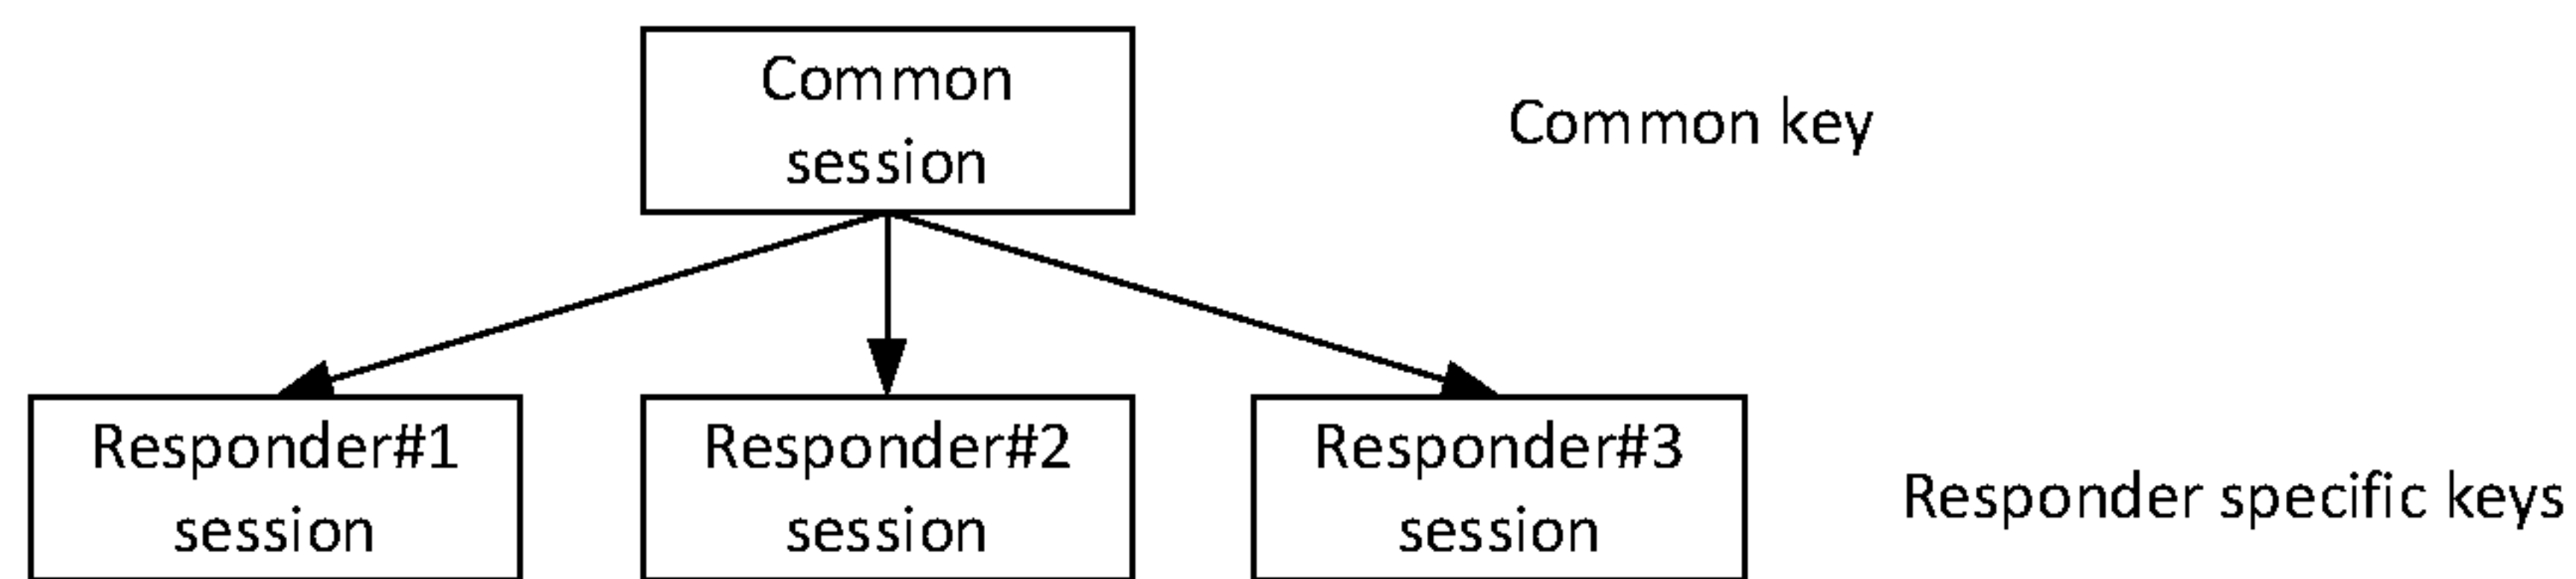 Common
session
Common key
Responder#1
session
Responder#2
session
Responder#3
session
Responder specific keys